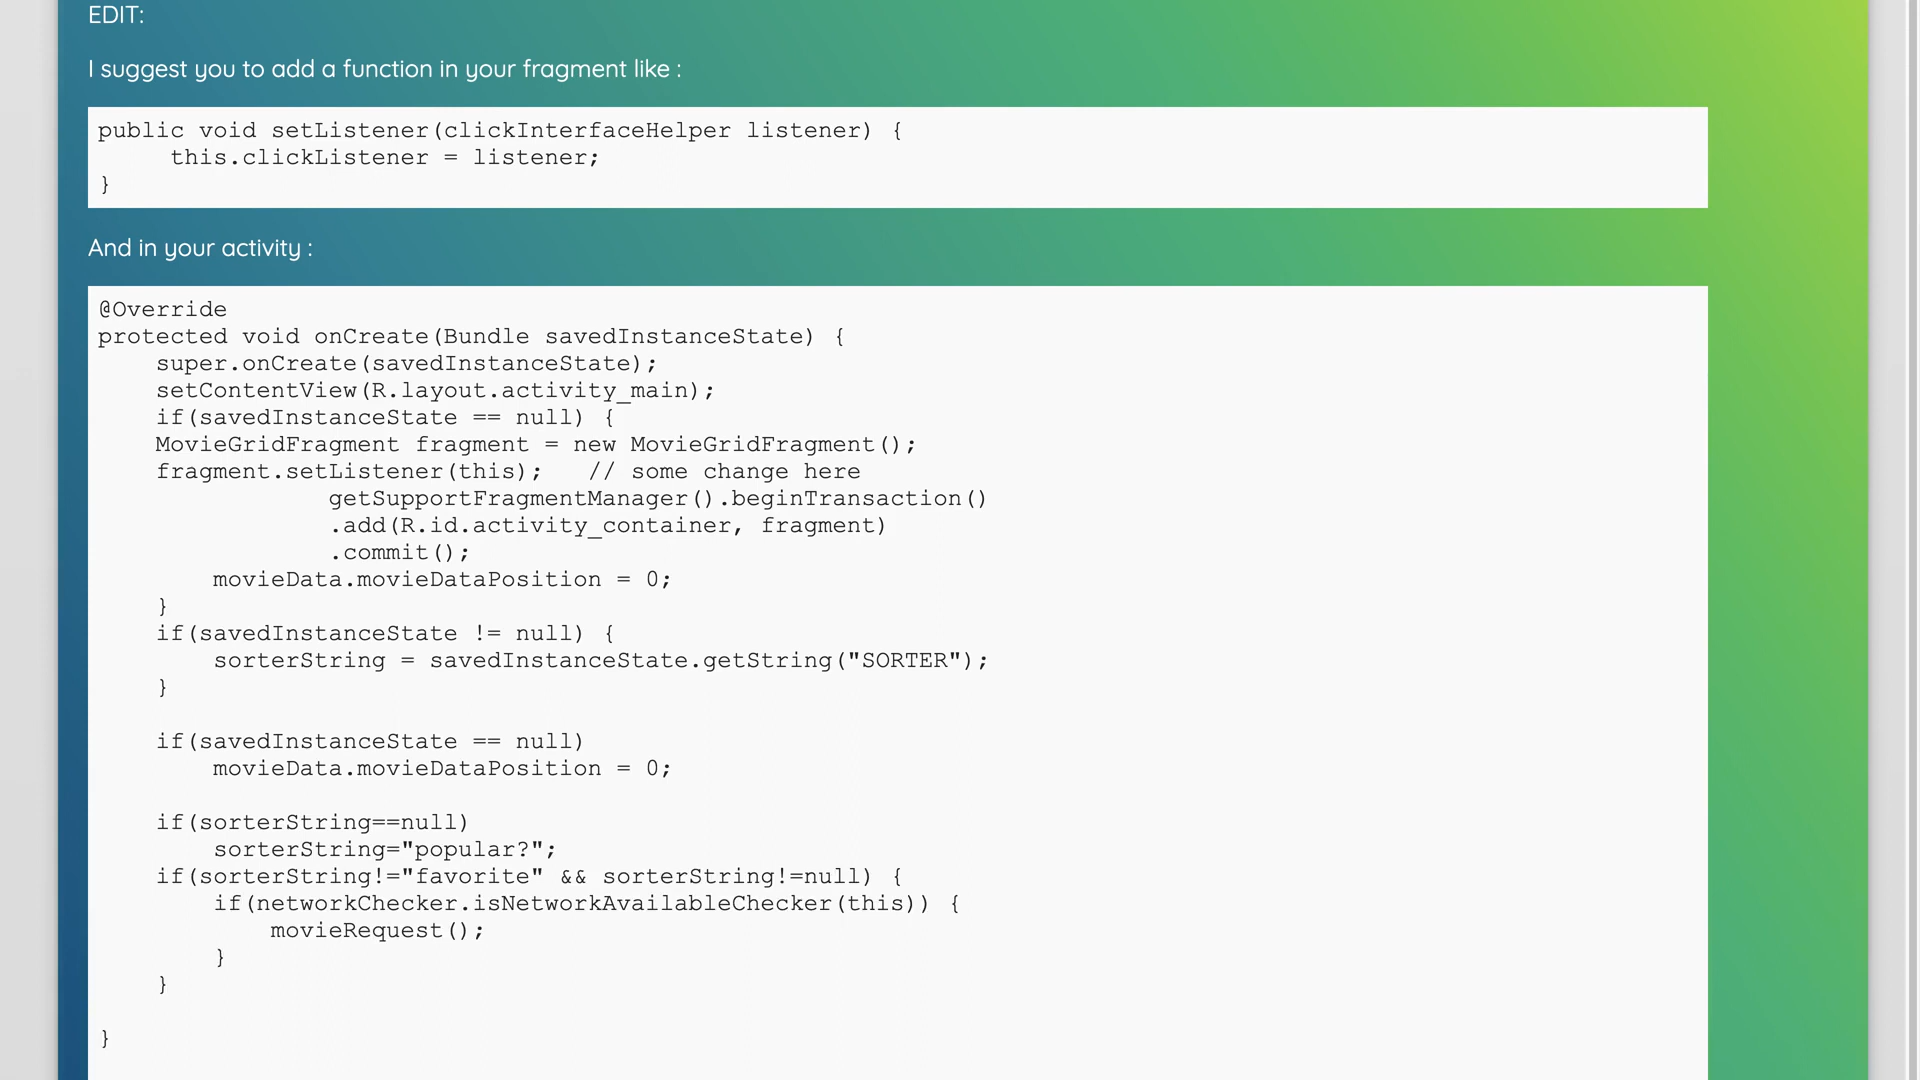 EDIT:
I suggest you to add a function in your fragment like :
public void setListener(clickInterfaceHelper listener) {
     this.clickListener = listener;
}
And in your activity :
@Override
protected void onCreate(Bundle savedInstanceState) {
    super.onCreate(savedInstanceState);
    setContentView(R.layout.activity_main);
    if(savedInstanceState == null) {
    MovieGridFragment fragment = new MovieGridFragment();
    fragment.setListener(this);   // some change here
                getSupportFragmentManager().beginTransaction()
                .add(R.id.activity_container, fragment)
                .commit();
        movieData.movieDataPosition = 0;
    }
    if(savedInstanceState != null) {
        sorterString = savedInstanceState.getString("SORTER");
    }
    if(savedInstanceState == null)
        movieData.movieDataPosition = 0;
    if(sorterString==null)
        sorterString="popular?";
    if(sorterString!="favorite" && sorterString!=null) {
        if(networkChecker.isNetworkAvailableChecker(this)) {
            movieRequest();
        }
    }
}